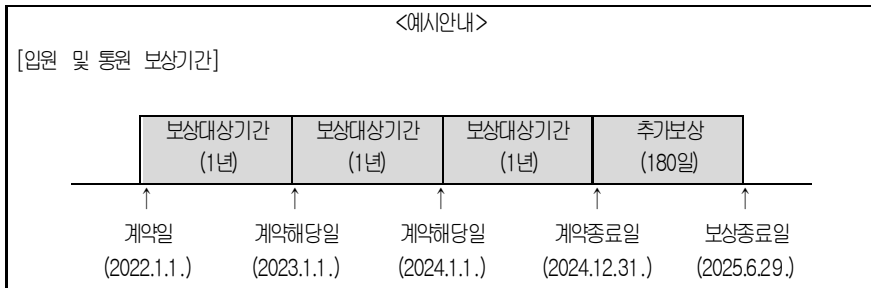 <예시안내>
[입원 및 통원 보상기간]
보상대상기간 보상대상기간 보상대상기간 추가보상
(1년) (1년) (1년) (180일)
↑ ↑ ↑ ↑ ↑
계약일 계약해당일 계약해당일 계약종료일 보상종료일
(2022.1.1.) (2023.1.1.) (2024.1.1.) (2024.12.31.) (2025.6.29.)